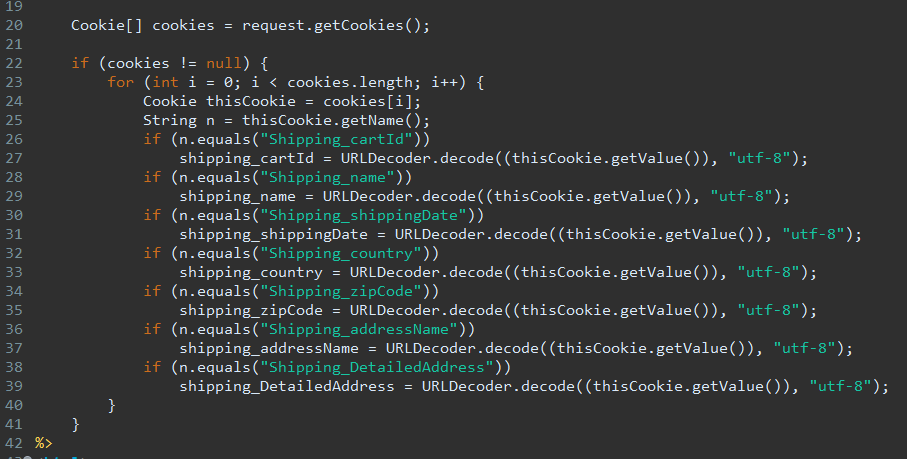 19
20 Cookie[] cookies = request.getCookies();
21
22 if (cookies != null) {
23 for (int i = 0; i < cookies.length; i++) {
24 Cookie thisCookie = cookies[i];
25 String n = thisCookie.getName();
26 if (n.equals("Shipping_cartId"))
27 shipping_cartId = URLDecoder.decode((thisCookie.getValue()), "utf-8");
28 if (n.equals("Shipping_name"))
29 shipping_name = URLDecoder.decode((thisCookie.getValue()), "utf-8");
30 if (n.equals("Shipping_shippingDate"))
31 shipping_shippingDate = URLDecoder.decode((thisCookie.getValue()), "utf-8");
32 if (n.equals("Shipping_country"))
33 shipping_country = URLDecoder.decode((thisCookie.getValue()), "utf-8");
34 if (n.equals("Shipping_zipCode"))
35 shipping_zipCode = URLDecoder.decode((thisCookie.getValue()), "utf-8");
36 if (n.equals("Shipping_addressName"))
37 shipping_addressName = URLDecoder.decode((thisCookie.getValue()), "utf-8");
38 if (n.equals("Shipping_DetailedAddress"))
39 shipping_DetailedAddress = URLDecoder.decode((thisCookie.getValue()), "utf-8");
40 }
41 }
42 %>